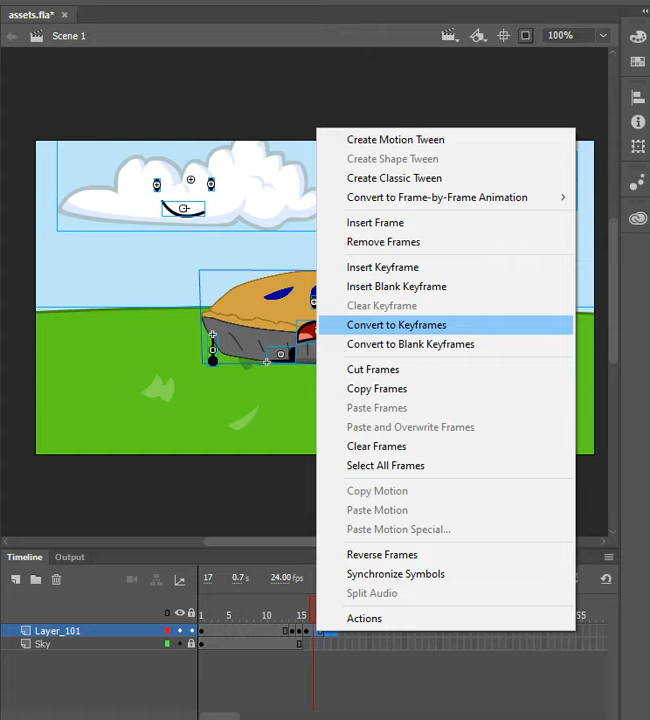 assets.fla*
Scene 1
100%
Create Motion Tween
Create Shape Tween
Create Classic Tween
Convert to Frame-by-Frame Animation
Insert Frame
Remove Frames
Insert Keyframe
Insert Blank Keyframe
Clear Keyframe
Convert to Keyframes
Convert to Blank Keyframes
Cut Frames
Copy Frames
Paste Frames
Paste and Overwrite Frames
Clear Frames
Select All Frames
Copy Motion
Paste Motion
Paste Motion Special...
Reverse Frames
Synchronize Symbols
Split Audio
Actions
Timeline
Output
17
0.7 s
24.00 fps
1
5
10
15
55
Layer_101
Sky